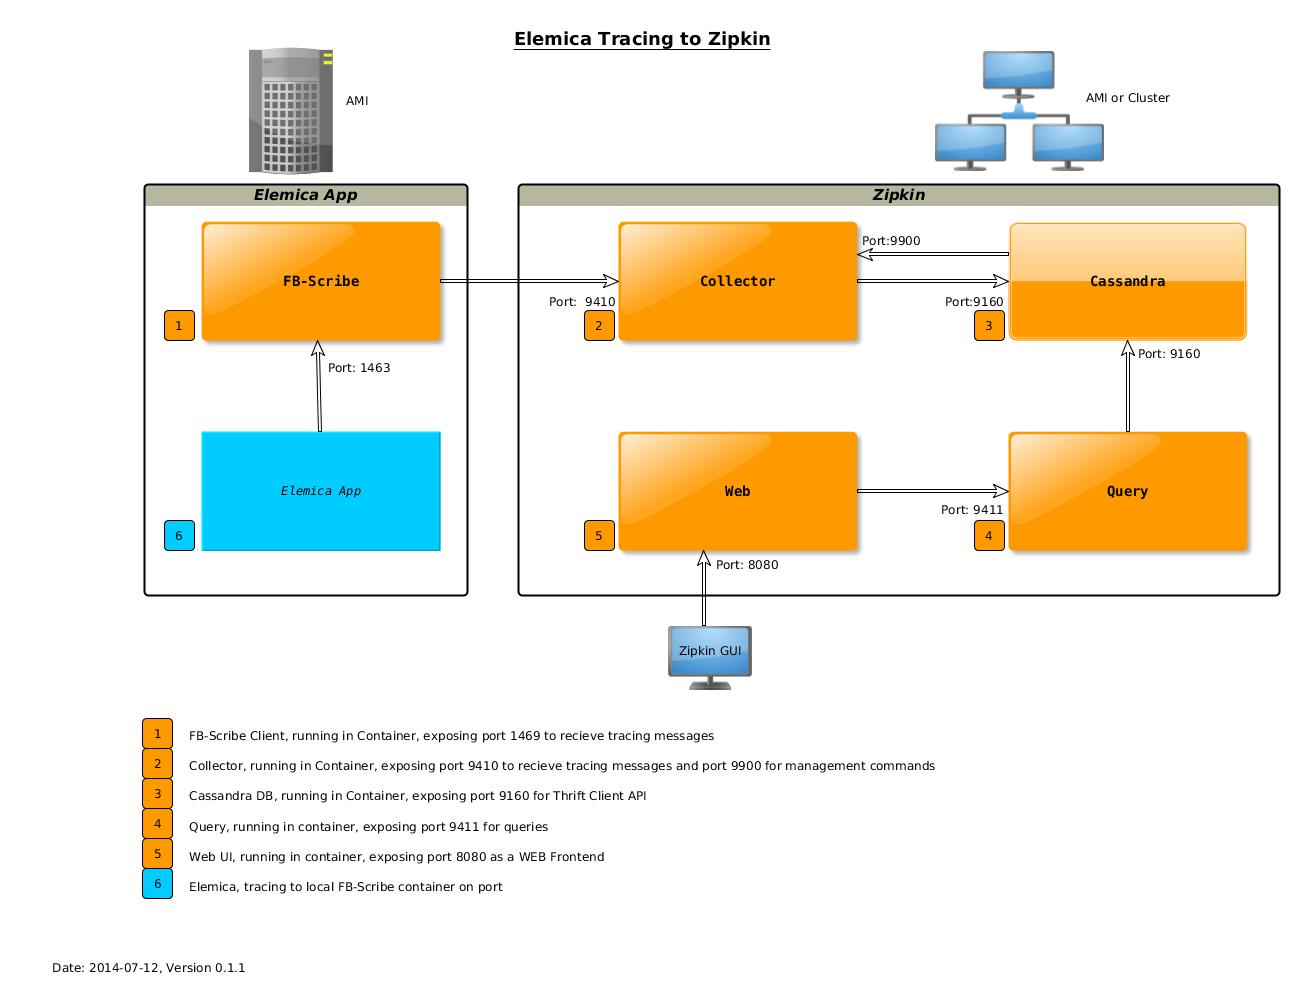 Elemica Tracing to Zipkin
AMI
AMI or Cluster
Elemica App
FB-Scribe
1
Port: 1463
Elemica App
6
Zipkin
Port: 9410
2
Collector
Port:9900
Port:9160
3
Cassandra
Port: 9160
5
Web
Port: 9411
4
Query
Port: 8080
Zipkin GUI
1 FB-Scribe Client, running in Container, exposing port 1469 to recieve tracing messages
2 Collector, running in Container, exposing port 9410 to recieve tracing messages and port 9900 for management commands
3 Cassandra DB, running in Container, exposing port 9160 for Thrift Client API
4 Query, running in container, exposing port 9411 for queries
5 Web UI, running in container, exposing port 8080 as a WEB Frontend
6 Elemica, tracing to local FB-Scribe container on port
Date: 2014-07-12, Version 0.1.1